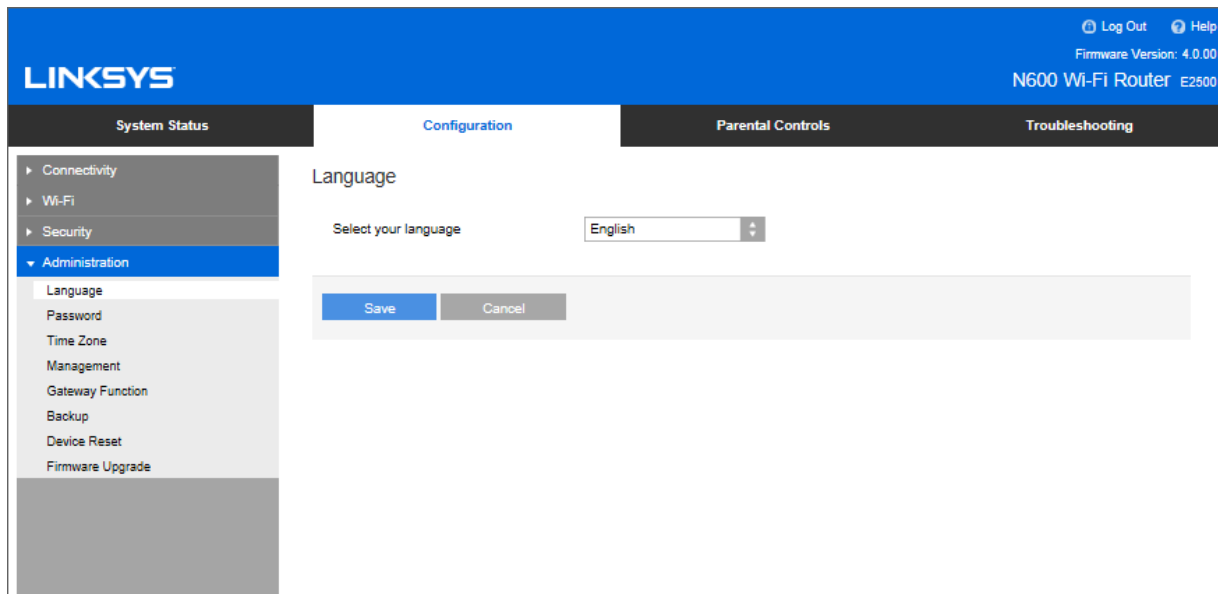 Log Out Help
Firmware Version: 4.0.00
LINKSYS
N600 Wi-Fi Router E2500
System Status Configuration Parental Controls Troubleshooting
Connectivity
Wi-Fi
Security
Administration
Language
Password
Time Zone
Management
Gateway Function
Backup
Device Reset
Firmware Upgrade
Language
Select your language English
Save Cancel